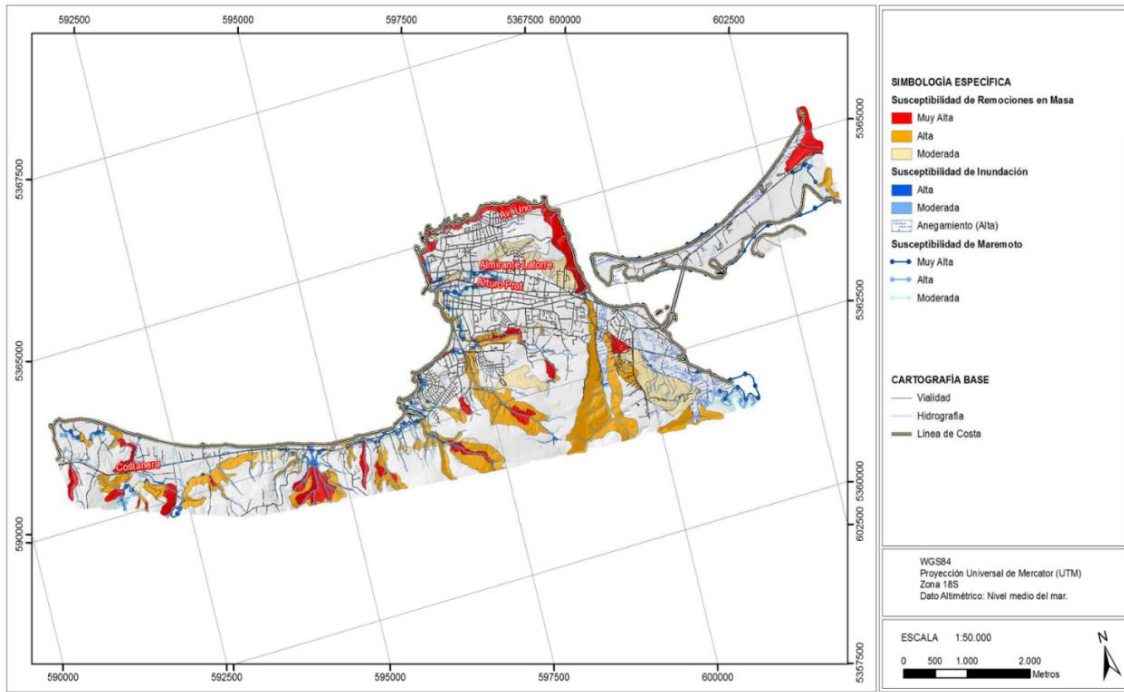 592500 595000 597500 5367500 600000 602500
5367500
5365000
590000
5365000
5362500
5360000
602500
5357500
590000 592500 595000 597500 600000
Av. Uno
Almirante Latorre
Arturo Prat
Costanera
SIMBOLOGÍA ESPECÍFICA
Susceptibilidad de Remociones en Masa
Muy Alta
Alta
Moderada
Susceptibilidad de Inundación
Alta
Moderada
Anegamiento (Alta)
Susceptibilidad de Maremoto
Muy Alta
Alta
Moderada
CARTOGRAFÍA BASE
Vialidad
Hidrografía
Línea de Costa
WGS84
Proyección Universal de Mercator (UTM)
Zona 18S
Dato Altimétrico: Nivel medio del mar.
ESCALA 1:50.000
N
0 500 1.000 2.000
Metros